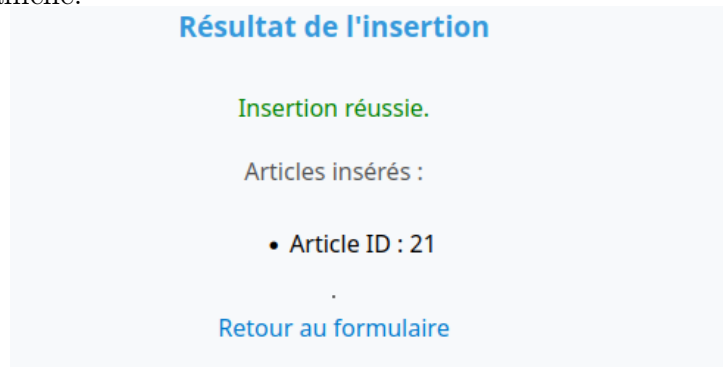 Résultat de l'insertion
Insertion réussie.
Articles insérés :
• Article ID : 21
.
Retour au formulaire